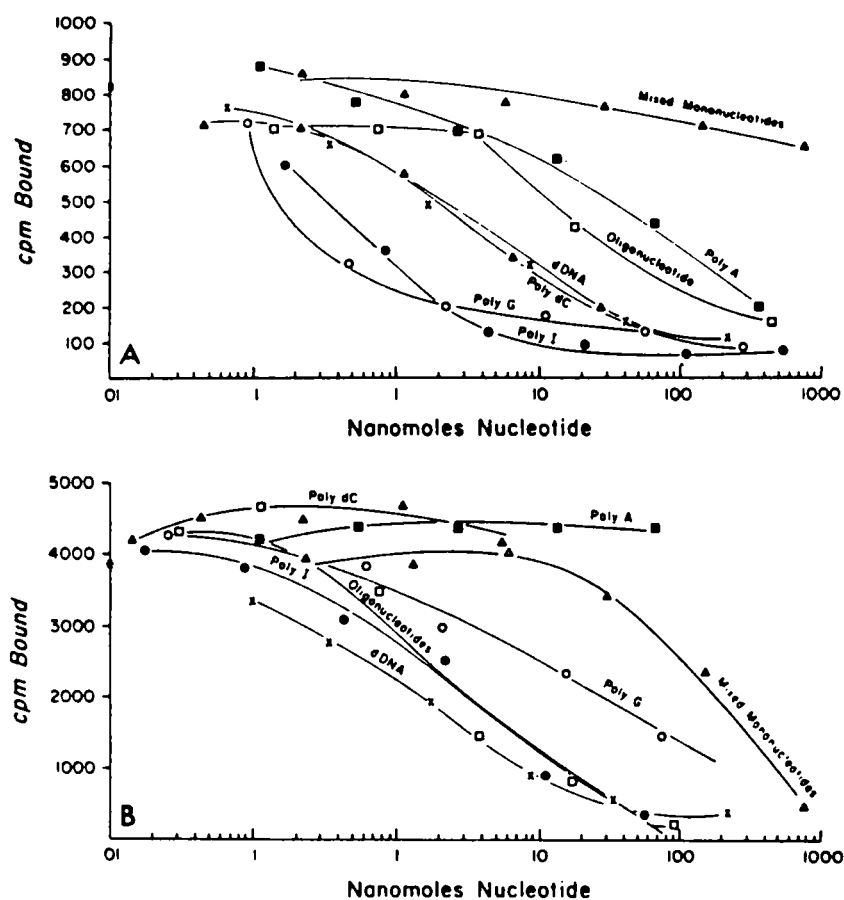 1000
900
800
700
600
500
400
300
200
100
cpm Bound
A
Mixed Mononucleotides
Poly A
Oligonucleotide
dDNA
Poly dC
Poly G
Poly I
01 1 1 10 100 1000
Nanomoles Nucleotide
5000
4000
3000
2000
1000
cpm Bound
B
Poly dC
Poly A
Poly I
Oligonucleotides
dDNA
Poly G
Mixed Mononucleotides
01 1 1 10 100 1000
Nanomoles Nucleotide